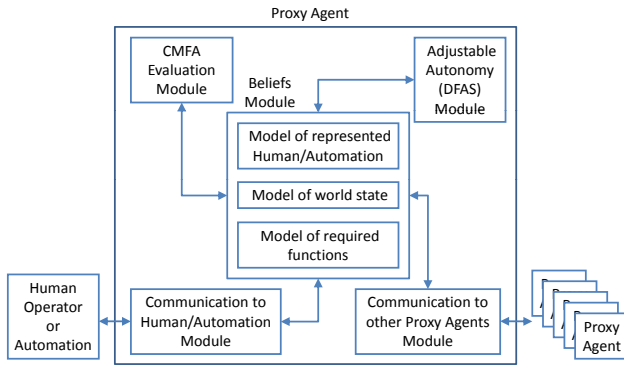 Proxy Agent
CMFA
Evaluation
Module
Beliefs
Module
Adjustable
Autonomy
(DFAS)
Module
Model of represented
Human/Automation
Model of world state
Model of required
functions
Human
Operator
or
Automation
Communication to
Human/Automation
Module
Communication to
other Proxy Agents
Module
Proxy
Agent